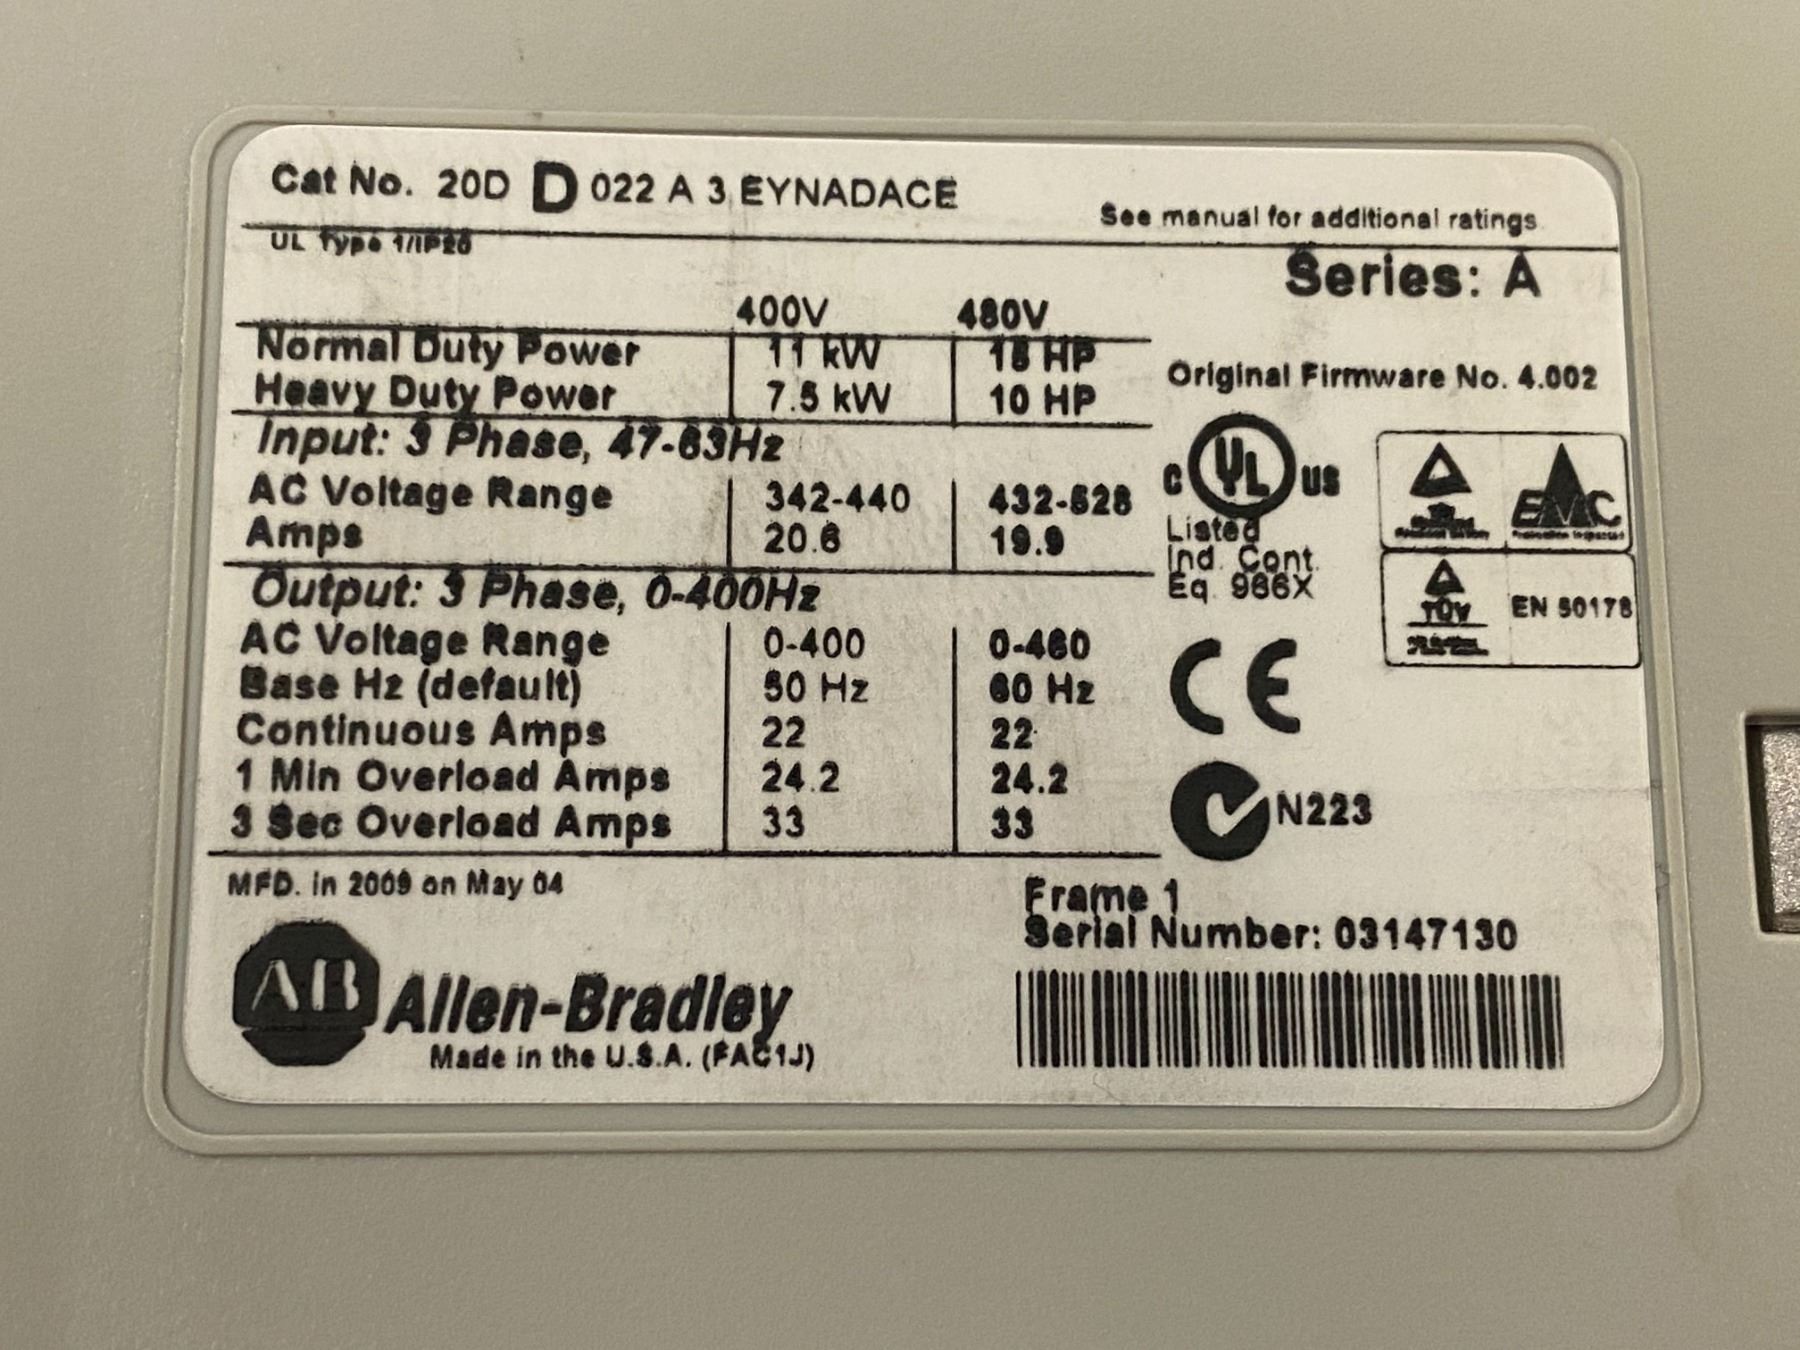 Cat No. 20D D 022 A 3 EYNADACE
See manual for additional ratings
UL Type 1/IP20
Series: A
400V 480V
Normal Duty Power 11 kW 15 HP
Heavy Duty Power 7.5 kW 10 HP
Original Firmware No. 4.002
Input: 3 Phase, 47-63Hz
AC Voltage Range 342-440 432-528
Amps 20.6 19.9
Output: 3 Phase, 0-400Hz
AC Voltage Range 0-400 0-460
Base Hz (default) 50 Hz 60 Hz
Continuous Amps 22 22
1 Min Overload Amps 24.2 24.2
3 Sec Overload Amps 33 33
C UL US
Listed
Ind. Cont.
Eq. 966X
EMC
TÜV
EN 50178
CE
N223
MFD. in 2009 on May 04
Frame 1
Serial Number: 03147130
AB Allen-Bradley
Made in the U.S.A. (FAC1J)